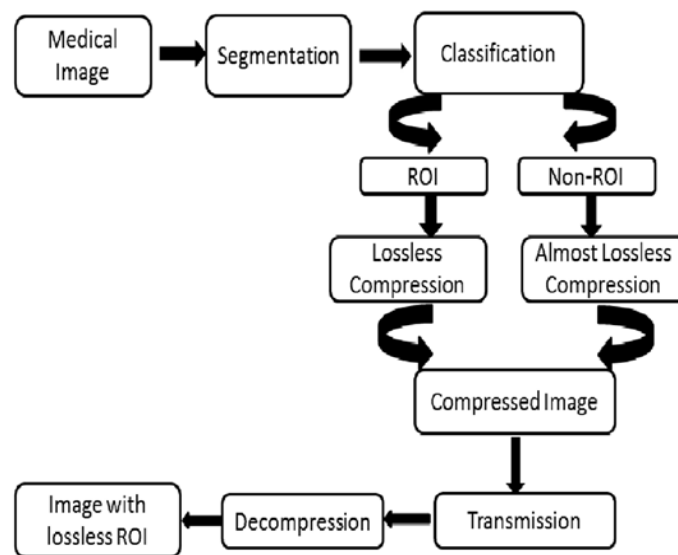 Medical
Image
Segmentation
Classification
ROI
Non-ROI
Lossless
Compression
Almost Lossless
Compression
Compressed Image
Transmission
Decompression
Image with
lossless ROI